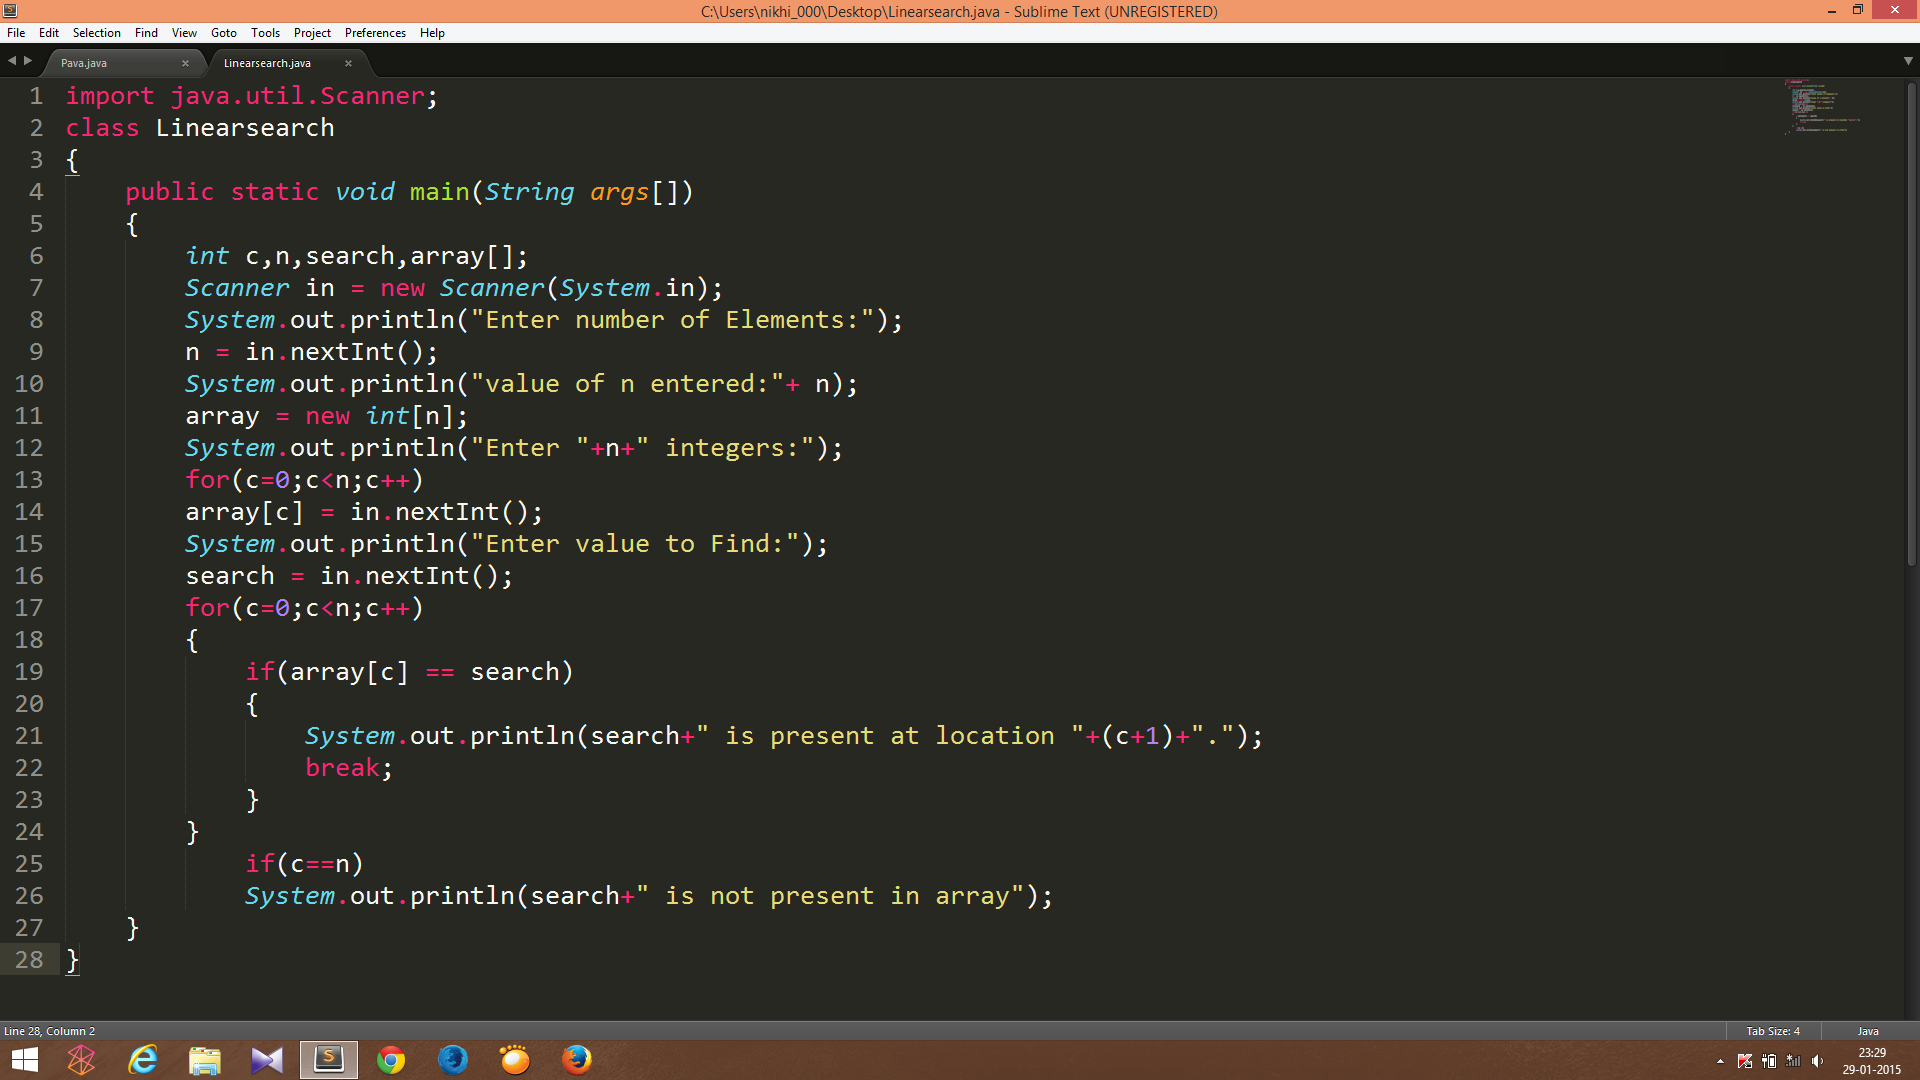 C:\Users\nikhi_000\Desktop\Linearsearch.java - Sublime Text (UNREGISTERED)
File Edit Selection Find View Goto Tools Project Preferences Help
Pava.java Linearsearch.java
1 import java.util.Scanner;
2 class Linearsearch
3 {
4     public static void main(String args[])
5     {
6         int c,n,search,array[];
7         Scanner in = new Scanner(System.in);
8         System.out.println("Enter number of Elements:");
9         n = in.nextInt();
10         System.out.println("value of n entered:"+ n);
11         array = new int[n];
12         System.out.println("Enter "+n+" integers:");
13         for(c=0;c<n;c++)
14         array[c] = in.nextInt();
15         System.out.println("Enter value to Find:");
16         search = in.nextInt();
17         for(c=0;c<n;c++)
18         {
19             if(array[c] == search)
20             {
21                 System.out.println(search+" is present at location "+(c+1)+".");
22                 break;
23             }
24         }
25             if(c==n)
26             System.out.println(search+" is not present in array");
27     }
28 }
Line 28, Column 2 Tab Size: 4 Java
23:29
29-01-2015